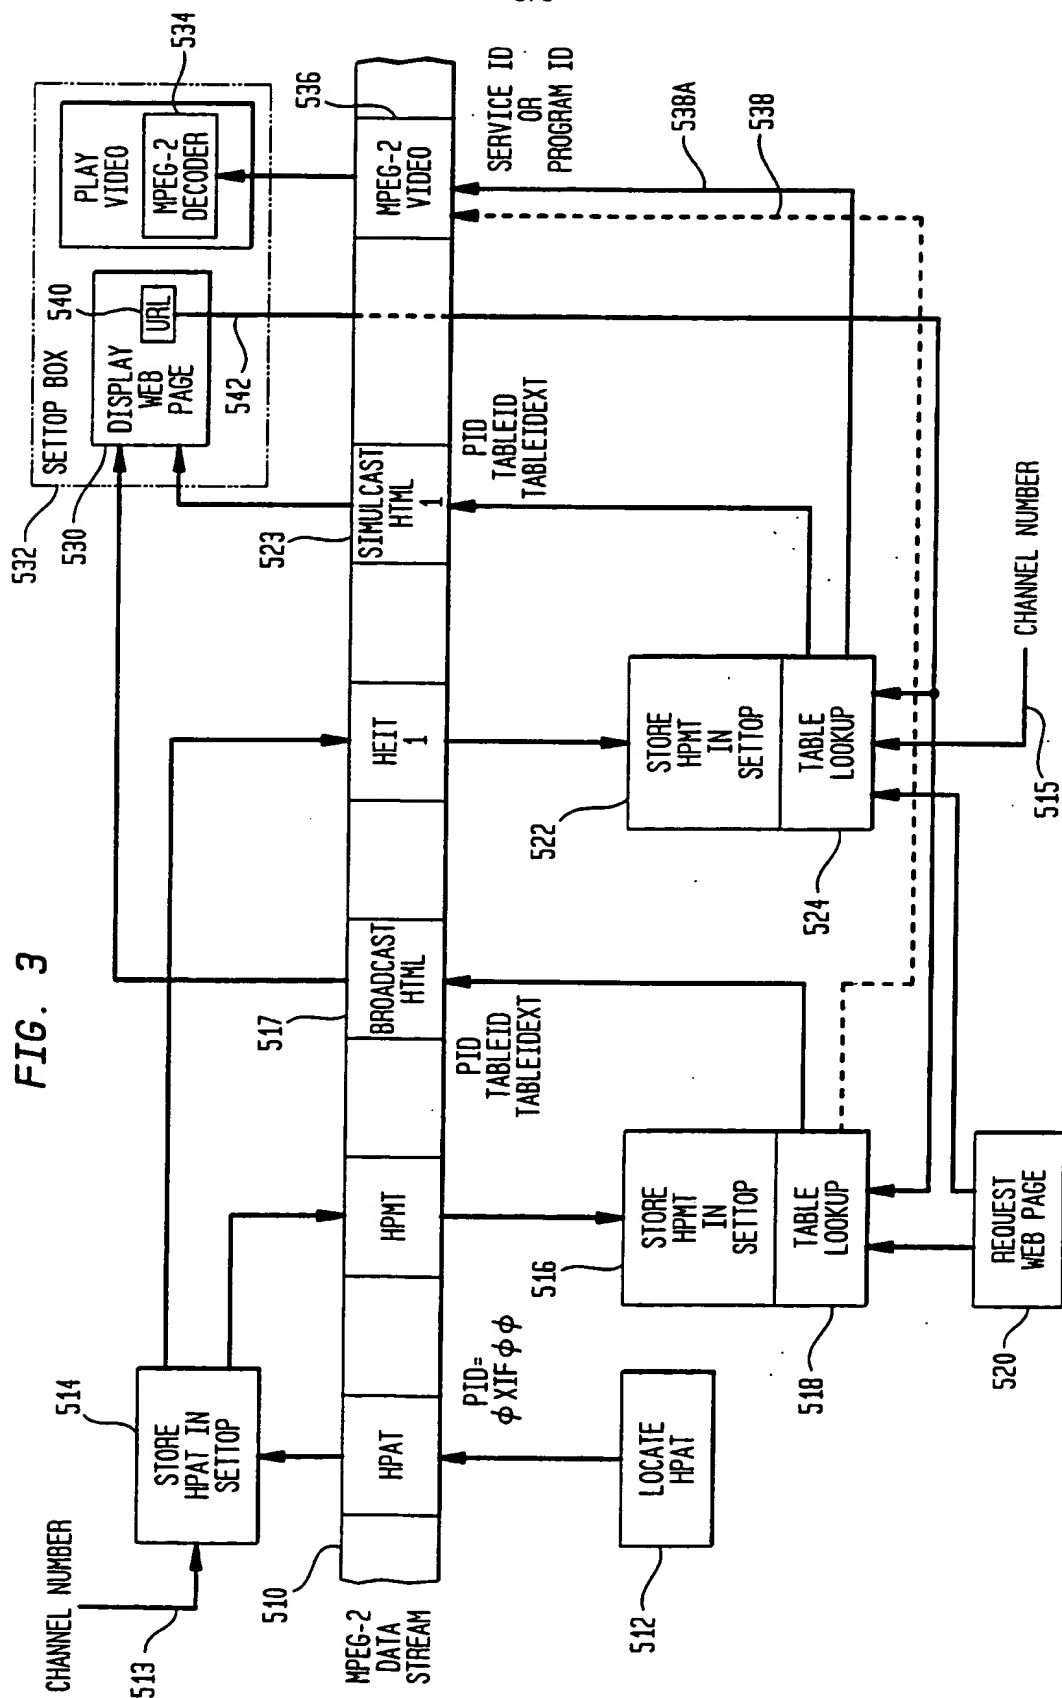 FIG. 3
CHANNEL NUMBER
513
STORE
HPAT IN
SETTOP
514
MPEG-2
DATA
STREAM
510
HPAT
HPMT
BROADCAST
HTML
517
HEIT
1
SIMULCAST
HTML
1
523
MPEG-2
VIDEO
536
532
SETTOP BOX
530
DISPLAY
WEB
PAGE
URL
540
542
PLAY
VIDEO
MPEG-2
DECODER
534
PID=
ϕXIFϕϕ
LOCATE
HPAT
512
PID
TABLEID
TABLEIDEXT
516
STORE
HPMT
IN
SETTOP
TABLE
LOOKUP
518
REQUEST
WEB PAGE
520
522
STORE
HPMT
IN
SETTOP
TABLE
LOOKUP
524
PID
TABLEID
TABLEIDEXT
CHANNEL NUMBER
515
SERVICE ID
OR
PROGRAM ID
538A
538